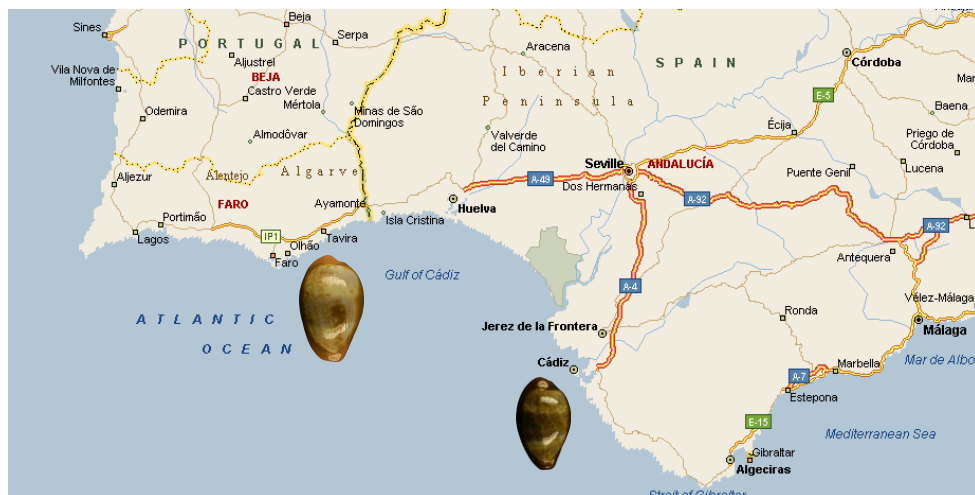 Sines
Beja
Serpa
PORTUGAL
Aljustrel
BEJA
Vila Nova de
Milfontes
Castro Verde
Mértola
Minas de São
Domingos
Odemira
Almodôvar
Aljezur
Alentejo
Algarve
FARO
Ayamonte
Portimão
Lagos
IP1
Tavira
Olhão
Faro
Isla Cristina
Aracena
Iberian
Peninsula
SPAIN
Valverde
del Camino
Huelva
A-49
Seville
ANDALUCÍA
Dos Hermanas
A-92
Córdoba
E-5
Écija
Baena
Priego de
Córdoba
Lucena
Puente Genil
A-92
Antequera
Gulf of Cádiz
ATLANTIC
OCEAN
A-4
Jerez de la Frontera
Cádiz
Ronda
Vélez-Málaga
Málaga
Marbella
A-7
Estepona
Mar de Albo
E-15
Mediterranean Sea
Gibraltar
Algeciras
Strait of Gibraltar